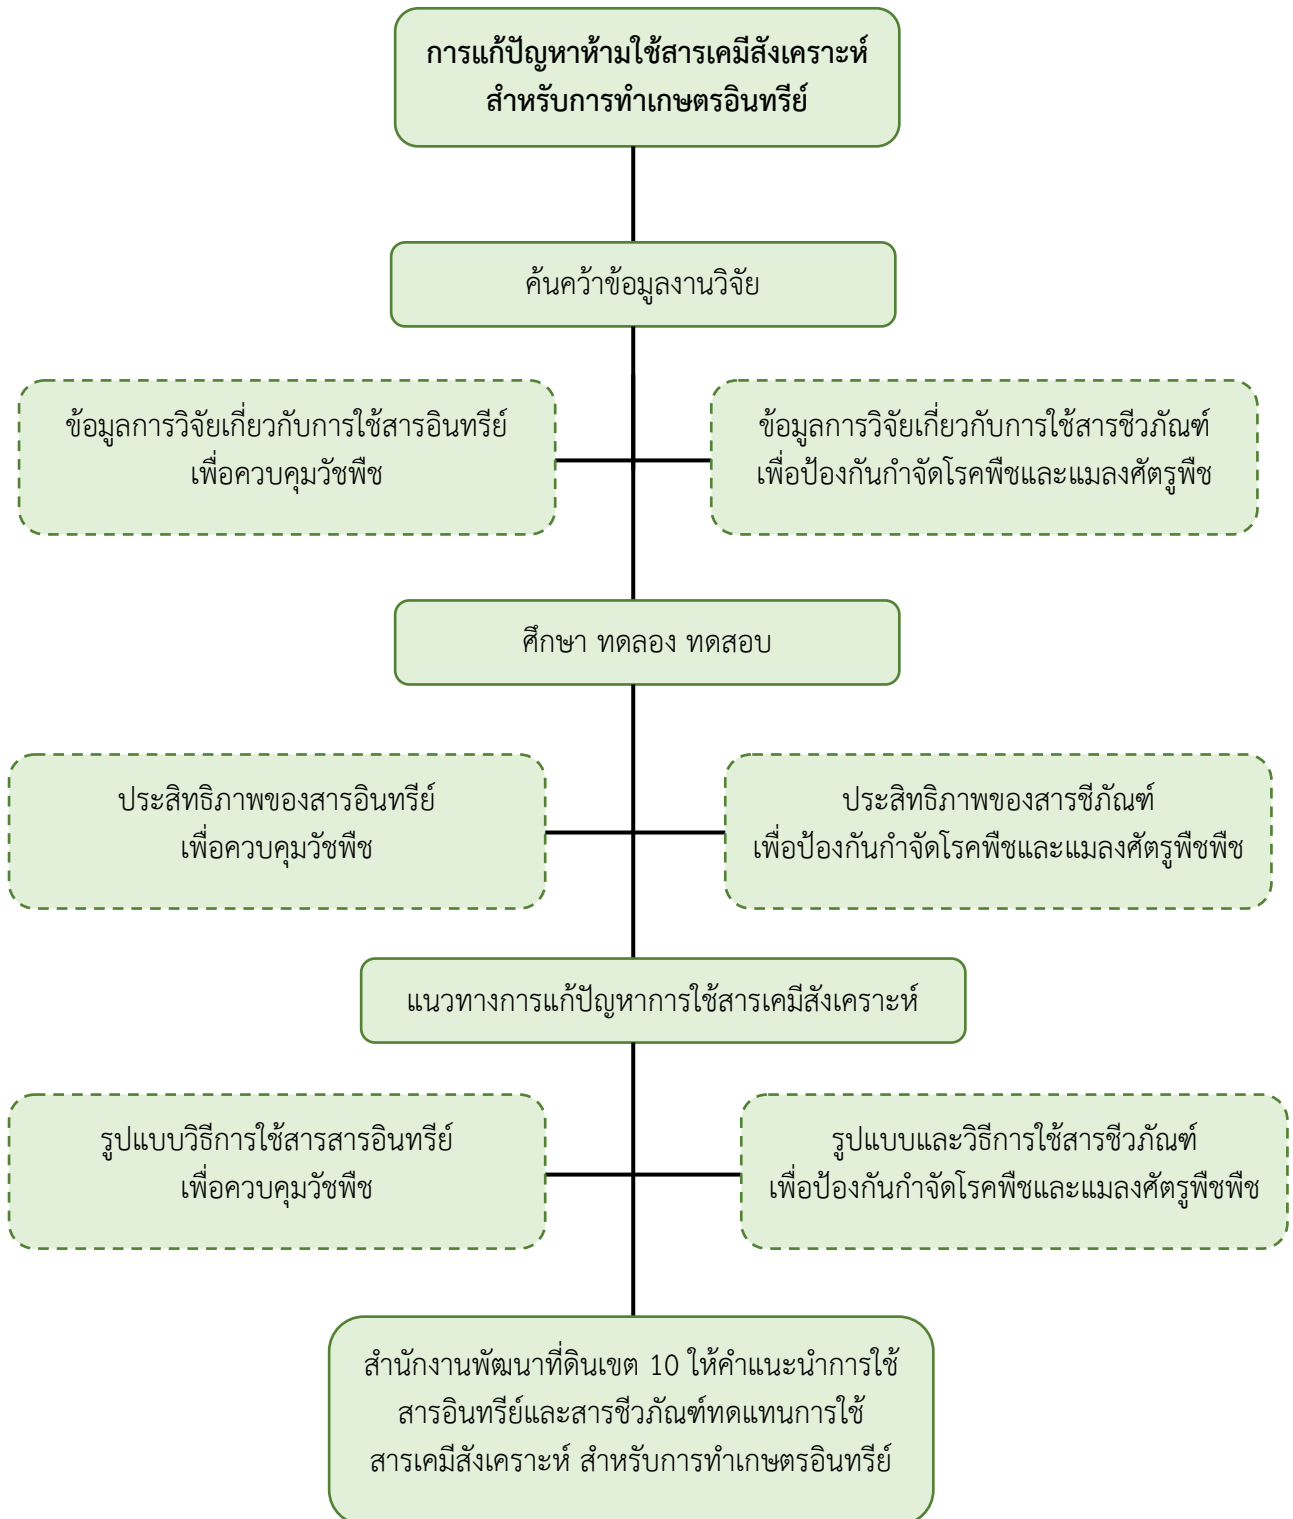 การแก้ปัญหาห้ามใช้สารเคมีสังเคราะห์
สำหรับการทำเกษตรอินทรีย์
ค้นคว้าข้อมูลงานวิจัย
ข้อมูลการวิจัยเกี่ยวกับการใช้สารอินทรีย์
เพื่อควบคุมวัชพืช
ข้อมูลการวิจัยเกี่ยวกับการใช้สารชีวภัณฑ์
เพื่อป้องกันกำจัดโรคพืชและแมลงศัตรูพืช
ศึกษา ทดลอง ทดสอบ
ประสิทธิภาพของสารอินทรีย์
เพื่อควบคุมวัชพืช
ประสิทธิภาพของสารชีภัณฑ์
เพื่อป้องกันกำจัดโรคพืชและแมลงศัตรูพืชพืช
แนวทางการแก้ปัญหาการใช้สารเคมีสังเคราะห์
รูปแบบวิธีการใช้สารสารอินทรีย์
เพื่อควบคุมวัชพืช
รูปแบบและวิธีการใช้สารชีวภัณฑ์
เพื่อป้องกันกำจัดโรคพืชและแมลงศัตรูพืชพืช
สำนักงานพัฒนาที่ดินเขต 10 ให้คำแนะนำการใช้
สารอินทรีย์และสารชีวภัณฑ์ทดแทนการใช้
สารเคมีสังเคราะห์ สำหรับการทำเกษตรอินทรีย์